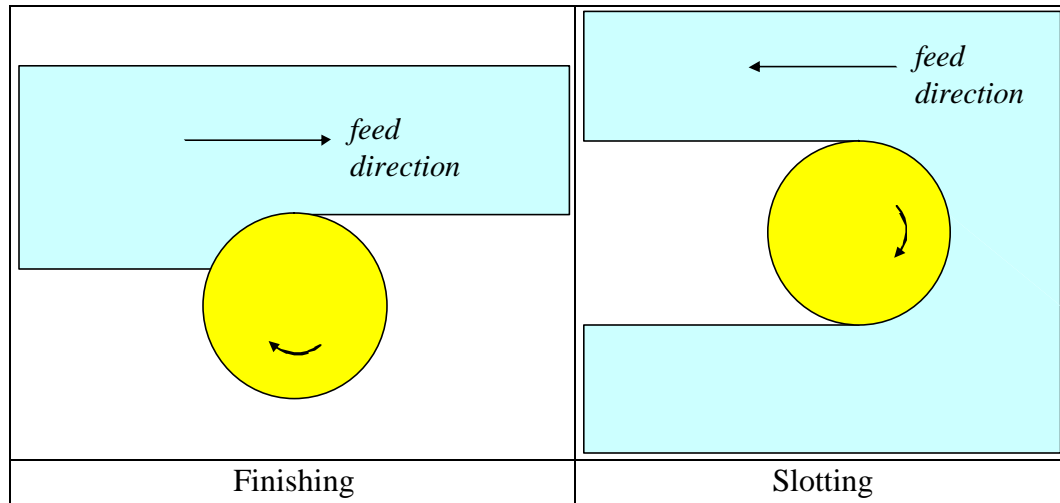 feed
direction
feed
direction
Finishing
Slotting